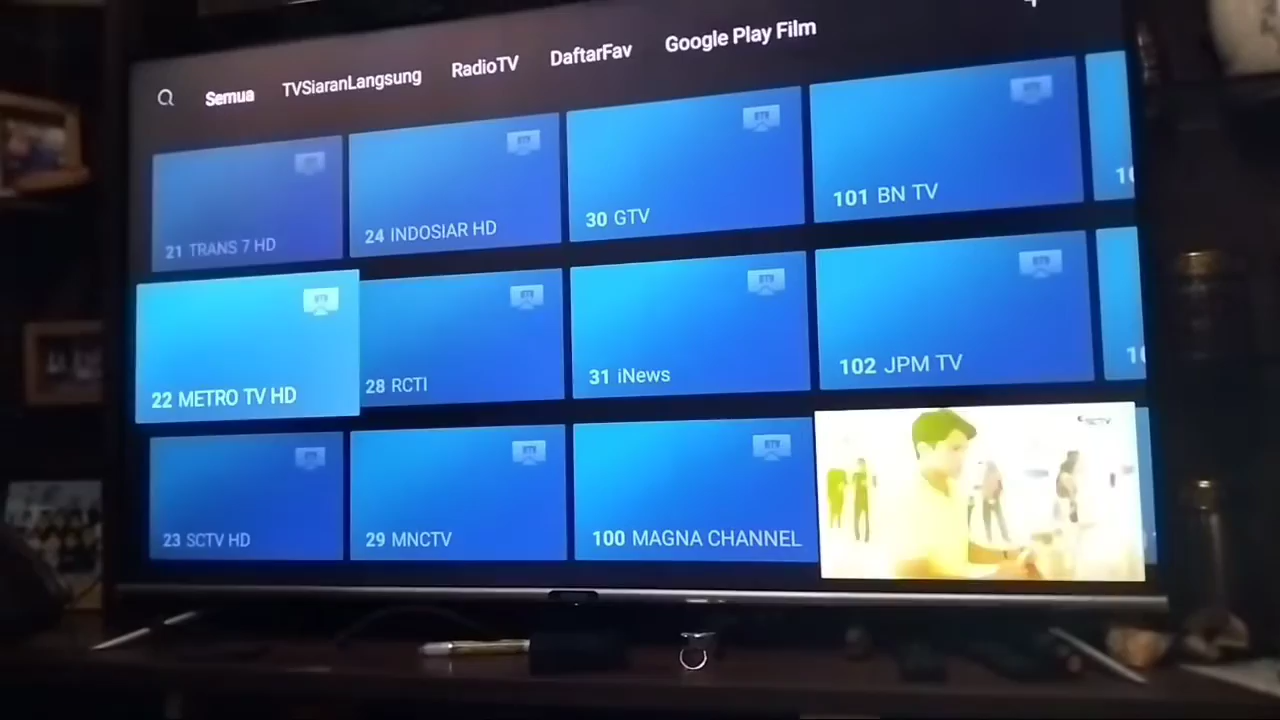 Semua TVSiaranLangsung RadioTV DaftarFav Google Play Film
21 TRANS 7 HD
24 INDOSIAR HD
30 GTV
101 BN TV
22 METRO TV HD
28 RCTI
31 iNews
102 JPM TV
23 SCTV HD
29 MNCTV
100 MAGNA CHANNEL
SCTV